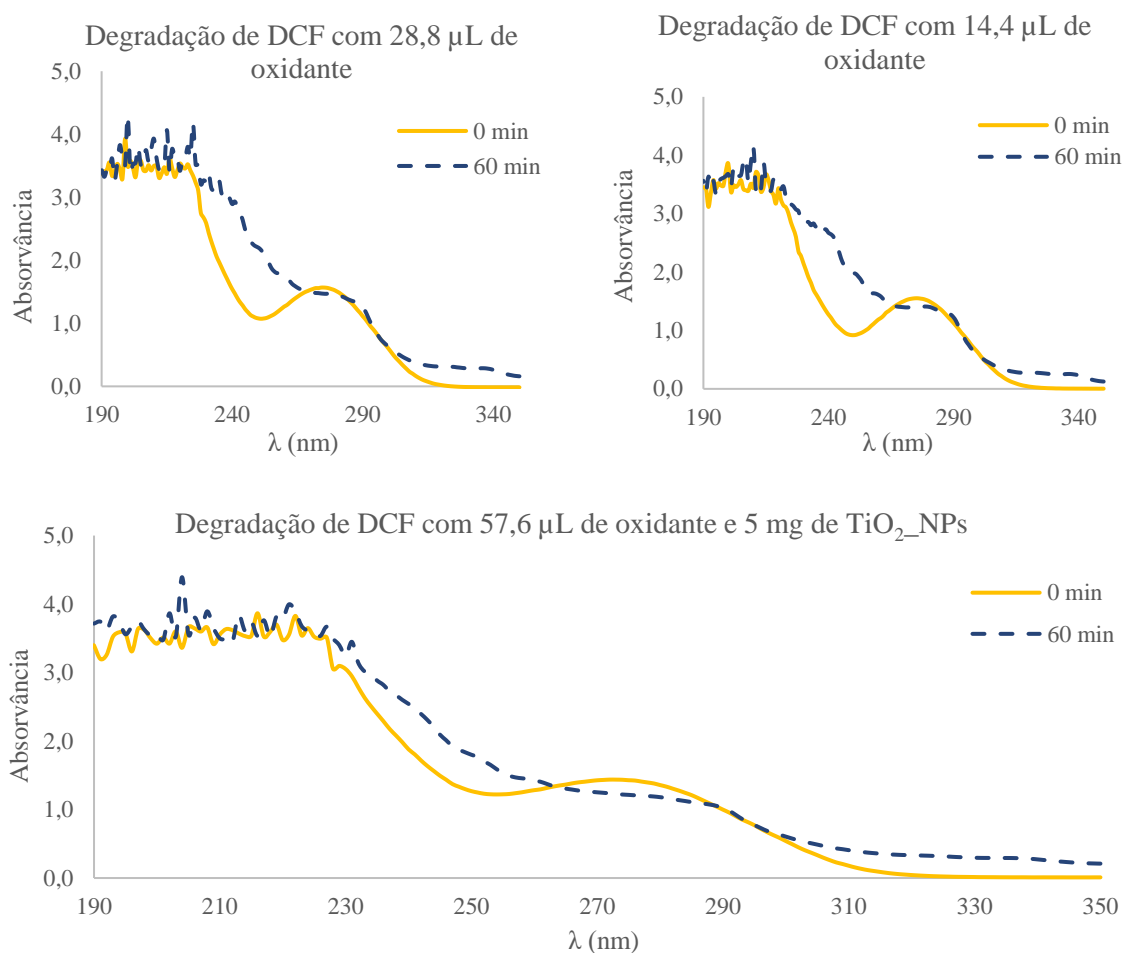 Degradação de DCF com 28,8 µL de
oxidante
5,0
4,0
3,0
2,0
1,0
0,0
Absorvância
0 min
60 min
190
240
290
340
λ (nm)
Degradação de DCF com 14,4 µL de
oxidante
5,0
4,0
3,0
2,0
1,0
0,0
Absorvância
0 min
60 min
190
240
290
340
λ (nm)
Degradação de DCF com 57,6 µL de oxidante e 5 mg de TiO₂_NPs
5,0
4,0
3,0
2,0
1,0
0,0
Absorvância
0 min
60 min
190
210
230
250
270
290
310
330
350
λ (nm)